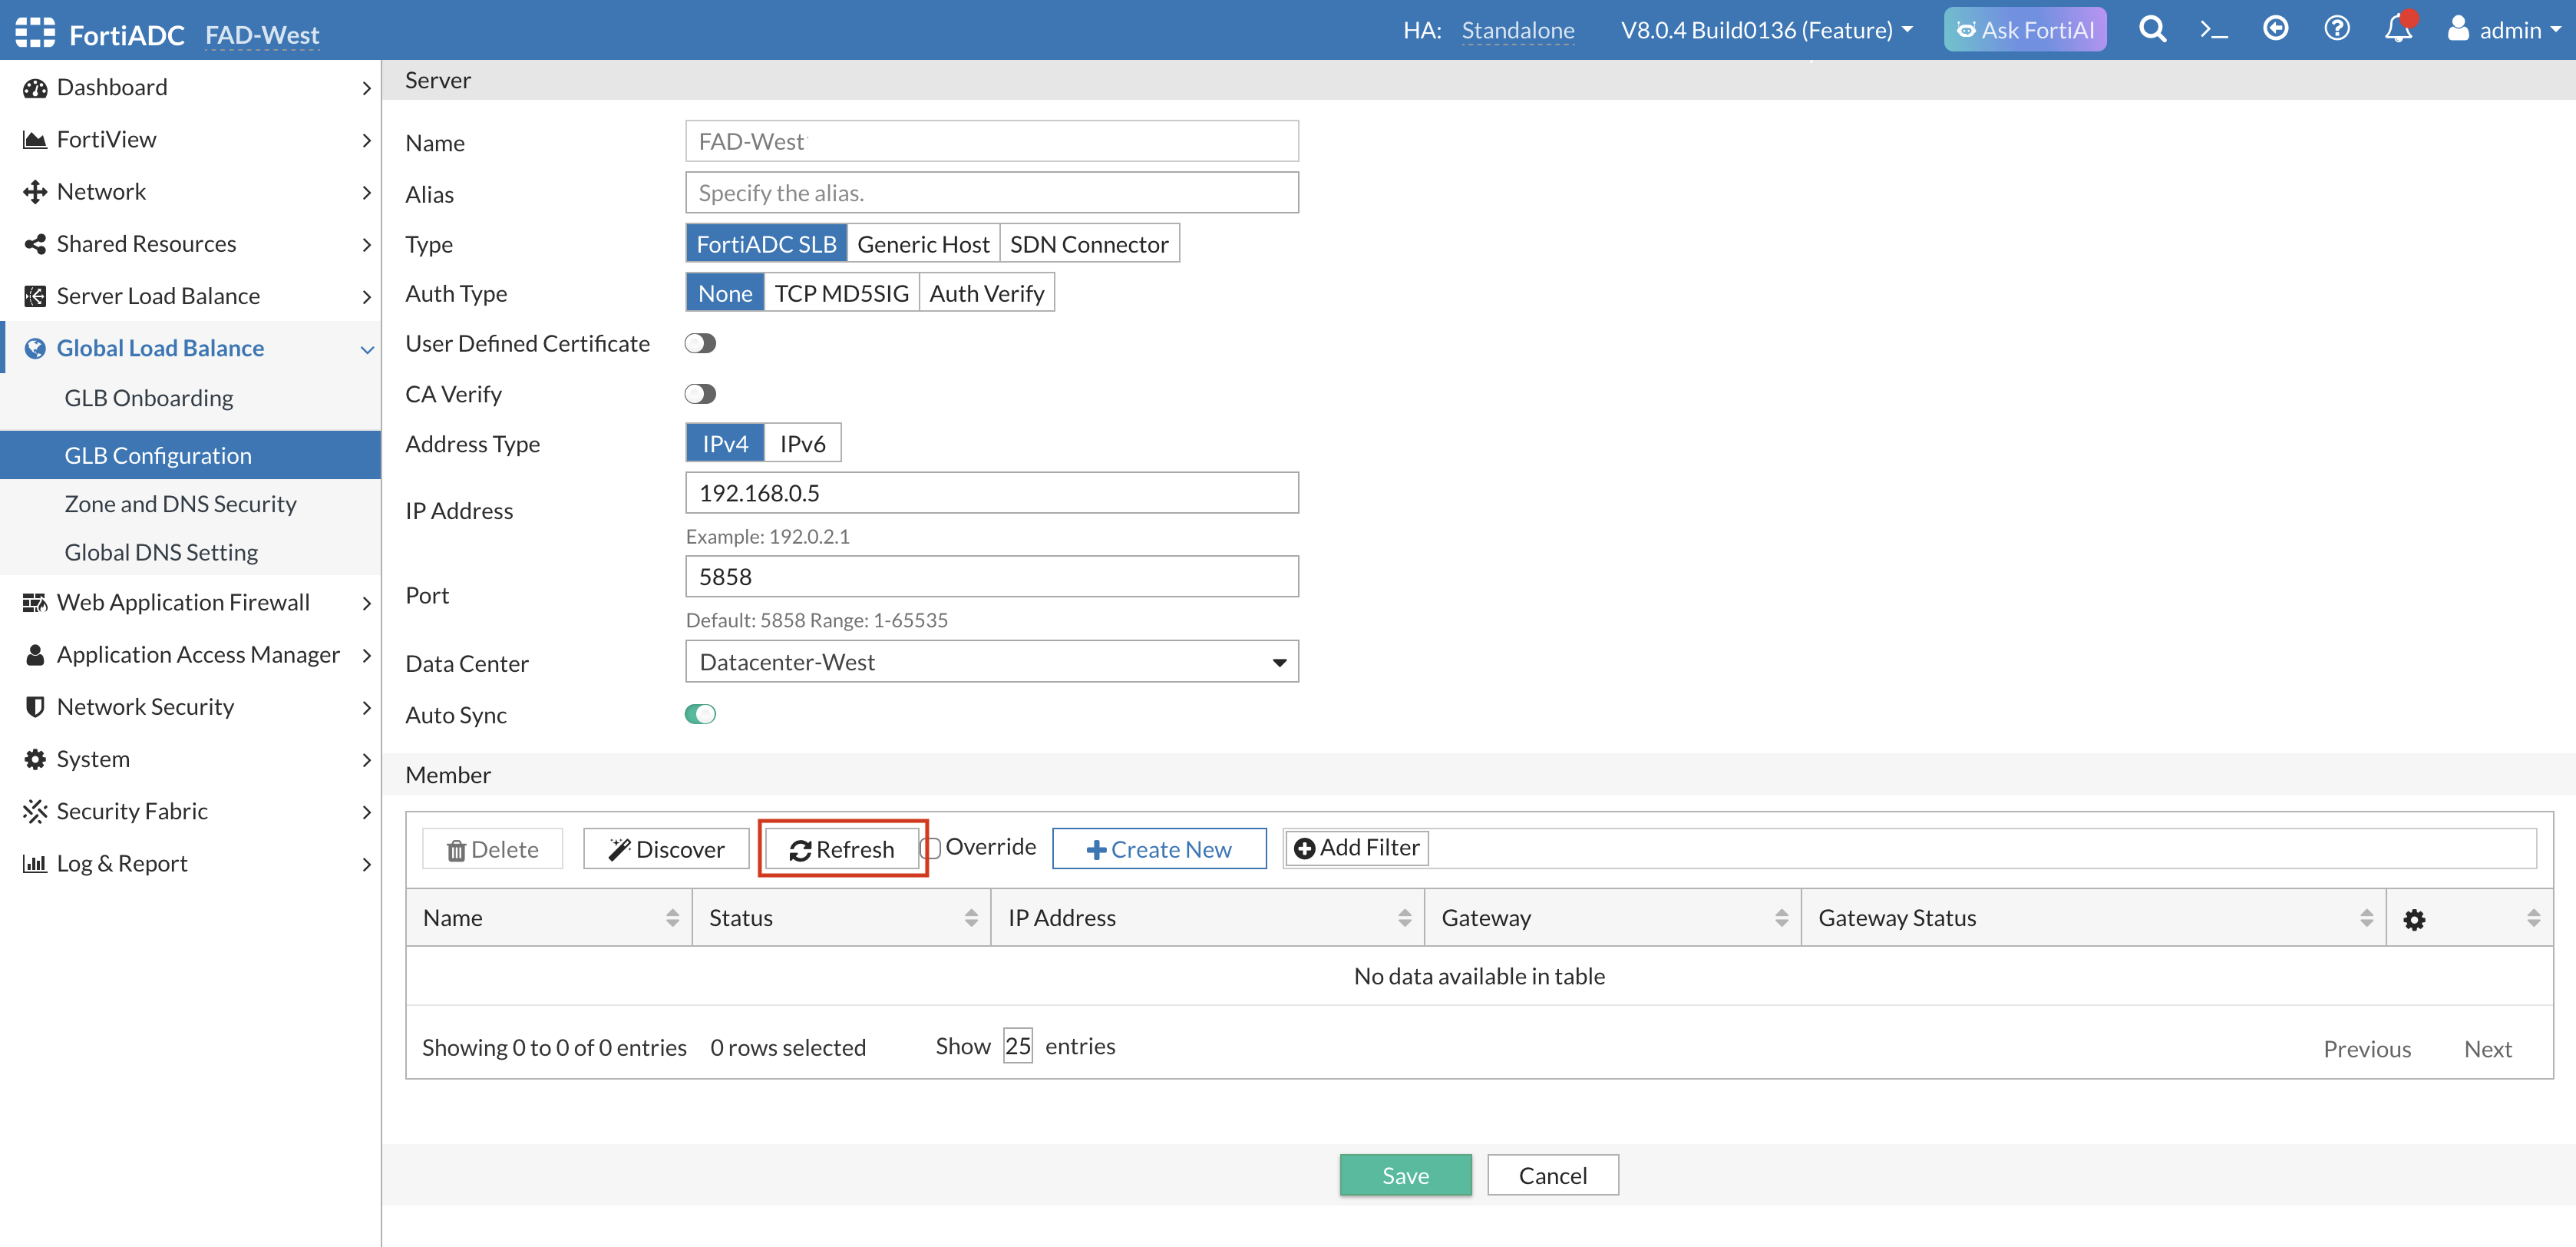 FortiADC FAD-West HA: Standalone V8.0.4 Build0136 (Feature) Ask FortiAI admin
Dashboard
FortiView
Network
Shared Resources
Server Load Balance
Global Load Balance
GLB Onboarding
GLB Configuration
Zone and DNS Security
Global DNS Setting
Web Application Firewall
Application Access Manager
Network Security
System
Security Fabric
Log & Report
Server
Name FAD-West
Alias Specify the alias.
Type FortiADC SLB Generic Host SDN Connector
Auth Type None TCP MD5SIG Auth Verify
User Defined Certificate
CA Verify
Address Type IPv4 IPv6
IP Address 192.168.0.5
Example: 192.0.2.1
Port 5858
Default: 5858 Range: 1-65535
Data Center Datacenter-West
Auto Sync
Member
Delete Discover Refresh Override Create New Add Filter
Name Status IP Address Gateway Gateway Status
No data available in table
Showing 0 to 0 of 0 entries 0 rows selected Show 25 entries Previous Next
Save Cancel